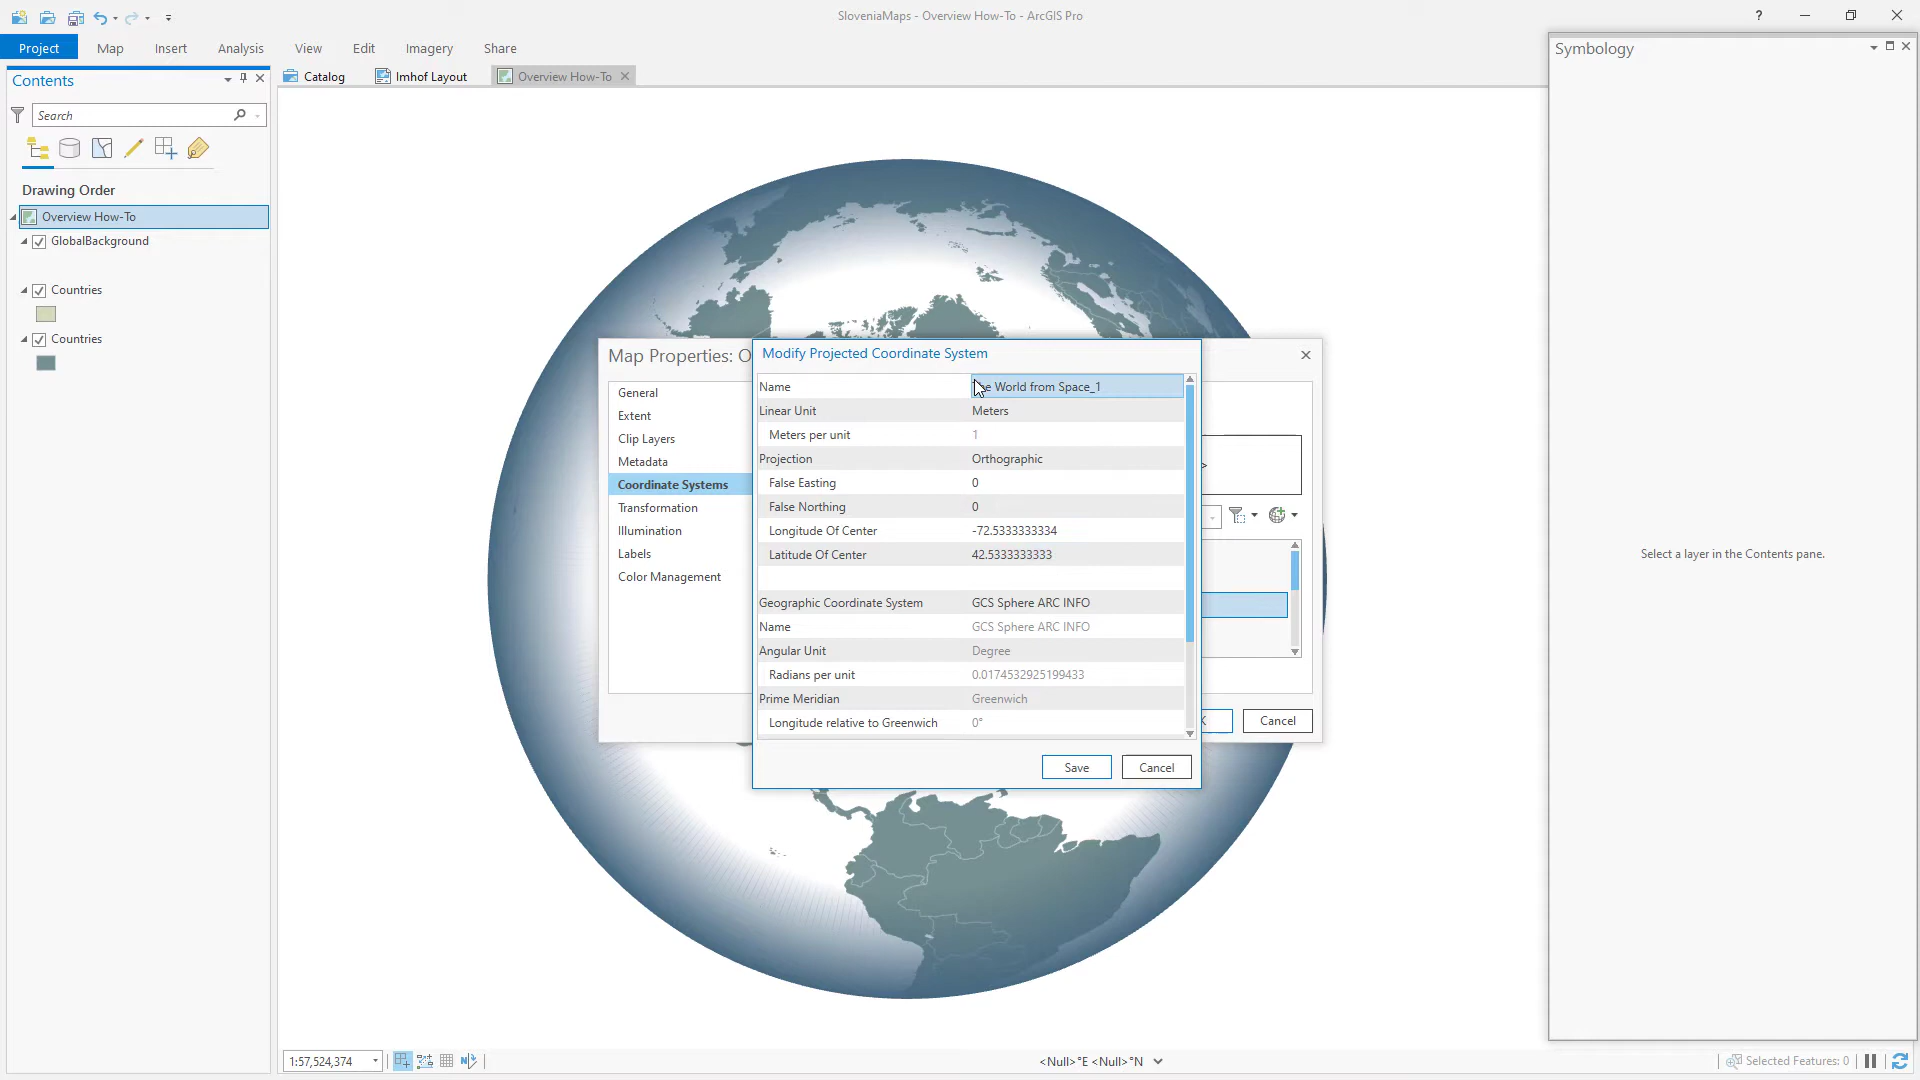 SloveniaMaps - Overview How-To - ArcGIS Pro
?
Project Map Insert Analysis View Edit Imagery Share
Contents
Search
Drawing Order
Overview How-To
GlobalBackground
Countries
Countries
Catalog Imhof Layout Overview How-To
Map Properties: O
General
Extent
Clip Layers
Metadata
Coordinate Systems
Transformation
Illumination
Labels
Color Management
Modify Projected Coordinate System
Name World from Space_1
Linear Unit Meters
Meters per unit 1
Projection Orthographic
False Easting 0
False Northing 0
Longitude Of Center -72.5333333334
Latitude Of Center 42.5333333333
Geographic Coordinate System GCS Sphere ARC INFO
Name GCS Sphere ARC INFO
Angular Unit Degree
Radians per unit 0.0174532925199433
Prime Meridian Greenwich
Longitude relative to Greenwich 0°
Save Cancel
>
K Cancel
Symbology
Select a layer in the Contents pane.
1:57,524,374
<Null>°E <Null>°N
Selected Features: 0